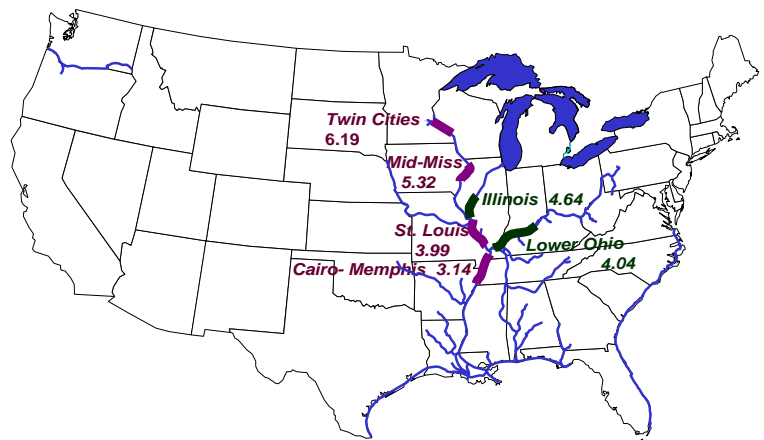 Twin Cities
6.19
Mid-Miss
5.32
Illinois 4.64
St. Louis
3.99
Lower Ohio
4.04
Cairo- Memphis 3.14